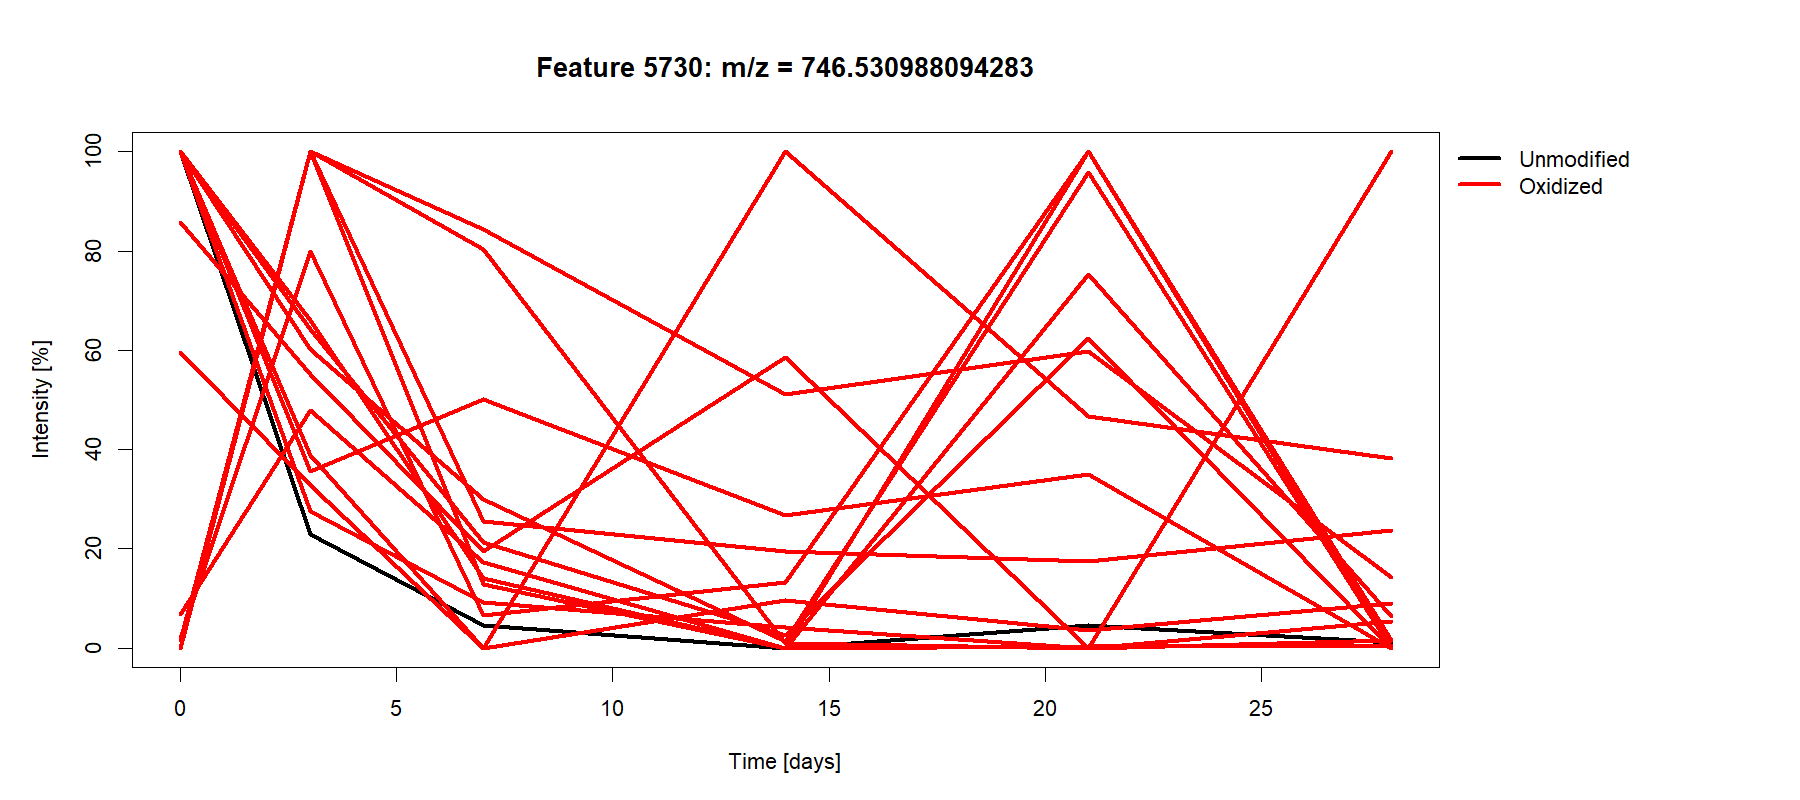 Feature 5730: m/z = 746.530988094283
Unmodified
Oxidized
Intensity [%]
100
80
60
40
20
0
0 5 10 15 20 25
Time [days]